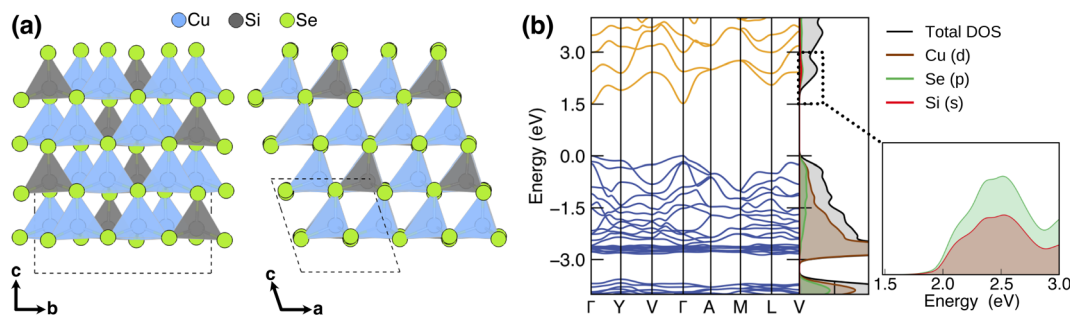 (a)
Cu Si Se
c
b
c
a
(b)
Energy (eV)
3.0
1.5
0.0
−1.5
−3.0
Γ Y V Γ A M L V
Total DOS
Cu (d)
Se (p)
Si (s)
1.5 2.0 2.5 3.0
Energy (eV)